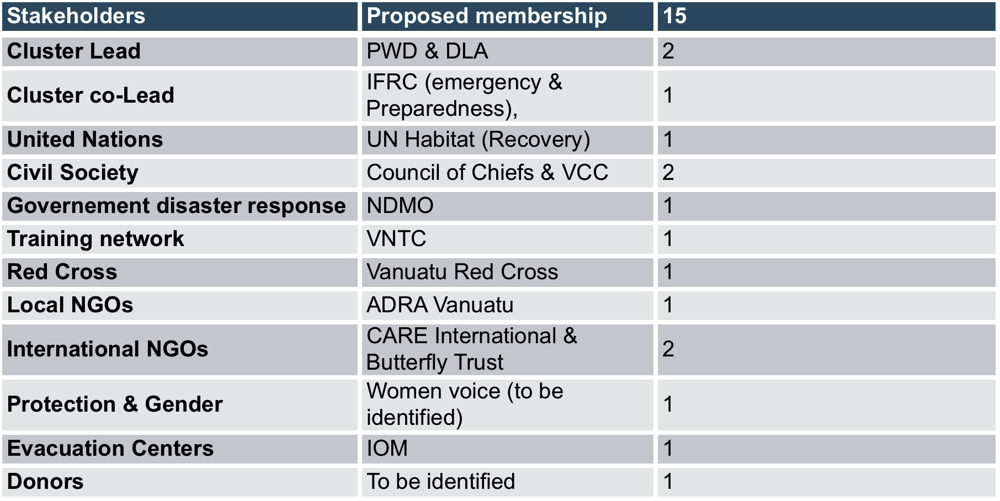 Stakeholders Proposed membership 15
Cluster Lead PWD & DLA 2
Cluster co-Lead IFRC (emergency &
Preparedness), 1
United Nations UN Habitat (Recovery) 1
Civil Society Council of Chiefs & VCC 2
Governement disaster response NDMO 1
Training network VNTC 1
Red Cross Vanuatu Red Cross 1
Local NGOs ADRA Vanuatu 1
International NGOs CARE International &
Butterfly Trust 2
Protection & Gender Women voice (to be
identified) 1
Evacuation Centers IOM 1
Donors To be identified 1